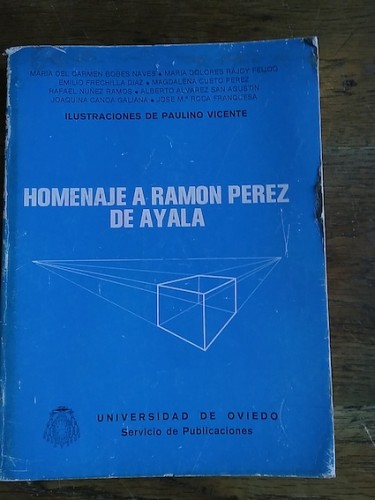 MARIA DEL CARMEN BOBES NAVES • MARIA DOLORES RAJOY FEIJOO
EMILIO FRECHILLA DIAZ • MAGDALENA CUETO PEREZ
RAFAEL NUÑEZ RAMOS • ALBERTO ALVAREZ SAN AGUSTIN
JOAQUINA CANOA GALIANA • JOSE Mª ROCA FRANQUESA
ILUSTRACIONES DE PAULINO VICENTE
HOMENAJE A RAMON PEREZ
DE AYALA
UNIVERSIDAD DE OVIEDO
Servicio de Publicaciones